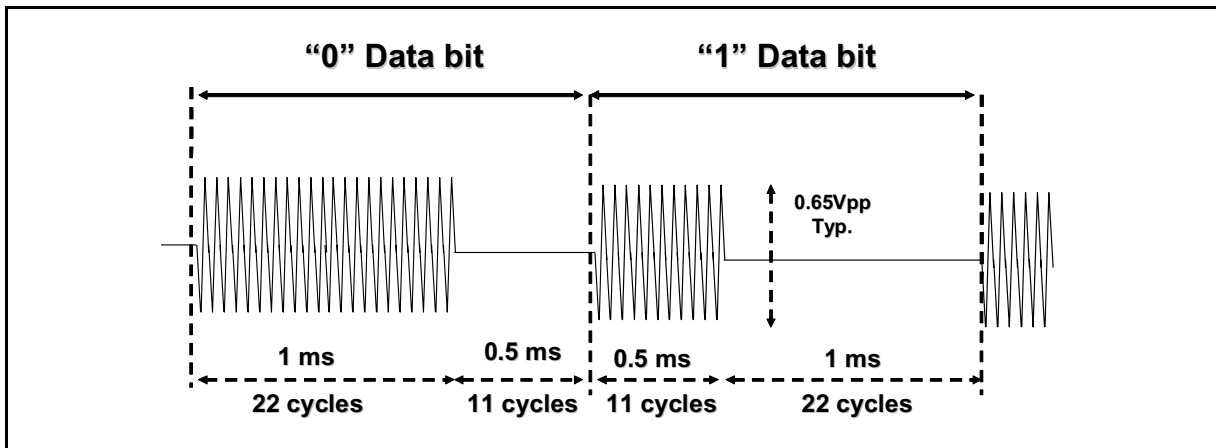 “0” Data bit
“1” Data bit
0.65Vpp
Typ.
1 ms
0.5 ms
0.5 ms
1 ms
22 cycles
11 cycles
11 cycles
22 cycles